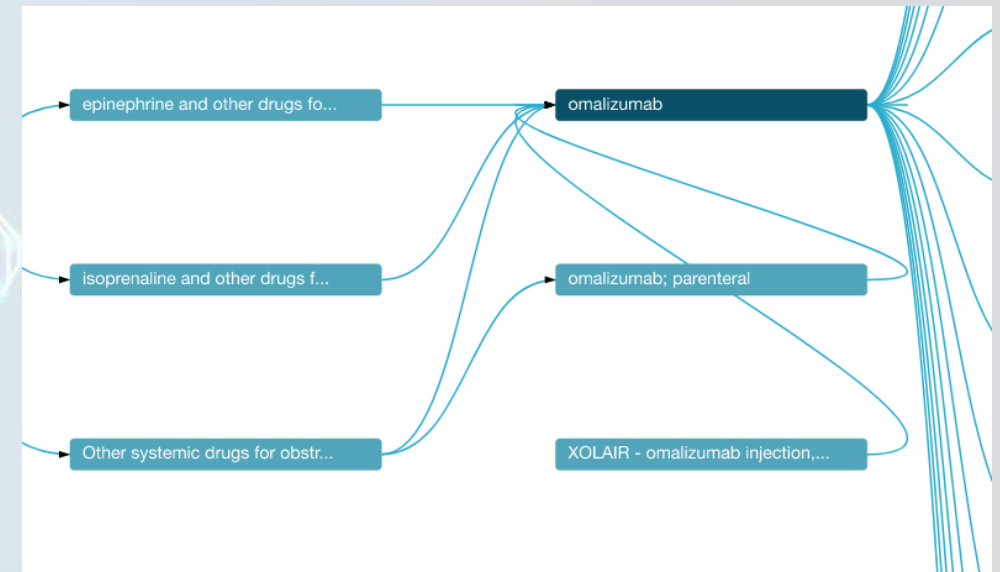 epinephrine and other drugs fo...
omalizumab
isoprenaline and other drugs f...
omalizumab; parenteral
Other systemic drugs for obstr...
XOLAIR - omalizumab injection,...